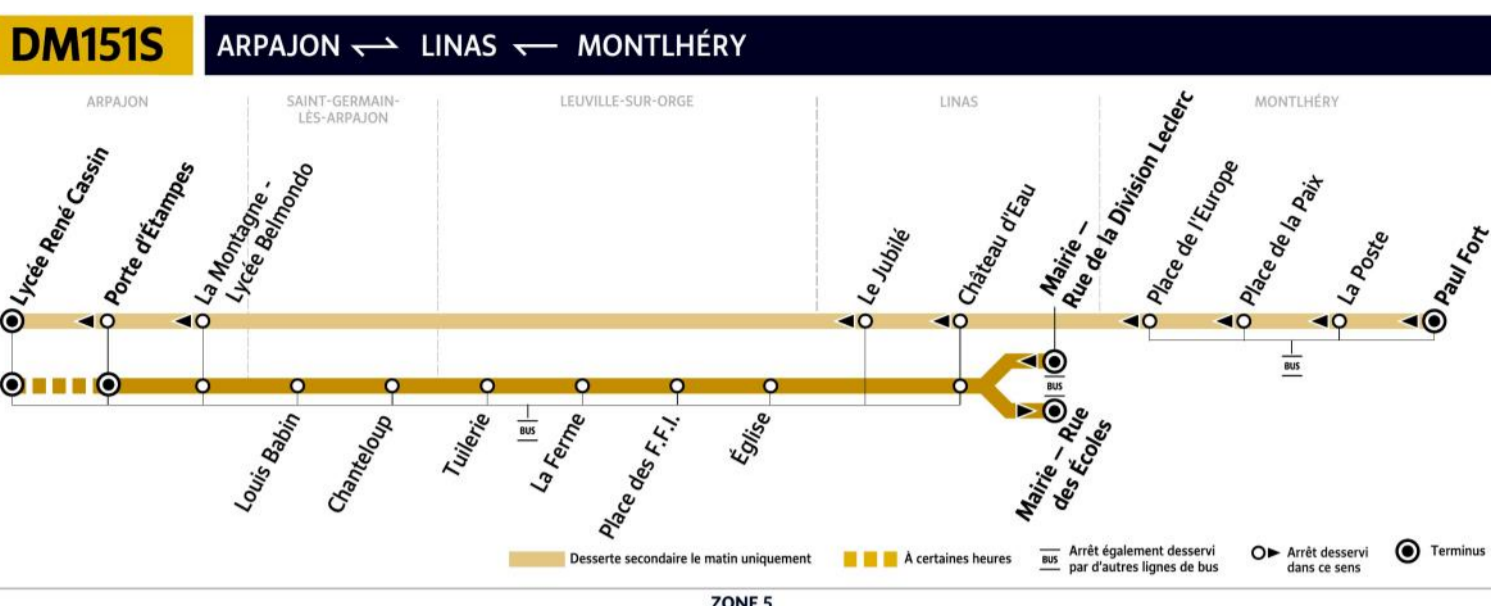 DM151S
ARPAJON LINAS MONTLHÉRY
ARPAJON
SAINT-GERMAIN-
LÈS-ARPAJON
LEUVILLE-SUR-ORGE
LINAS
MONTLHÉRY
Lycée René Cassin
Porte d'Étampes
La Montagne -
Lycée Belmondo
Le Jubilé
Château d'Eau
Mairie –
Rue de la Division Leclerc
Place de l'Europe
Place de la Paix
La Poste
Paul Fort
BUS
BUS
BUS
Louis Babin
Chanteloup
Tuilerie
La Ferme
Place des F.F.I.
Église
Mairie – Rue
des Écoles
Desserte secondaire le matin uniquement
À certaines heures
BUS
Arrêt également desservi
par d'autres lignes de bus
Arrêt desservi
dans ce sens
Terminus
ZONE 5